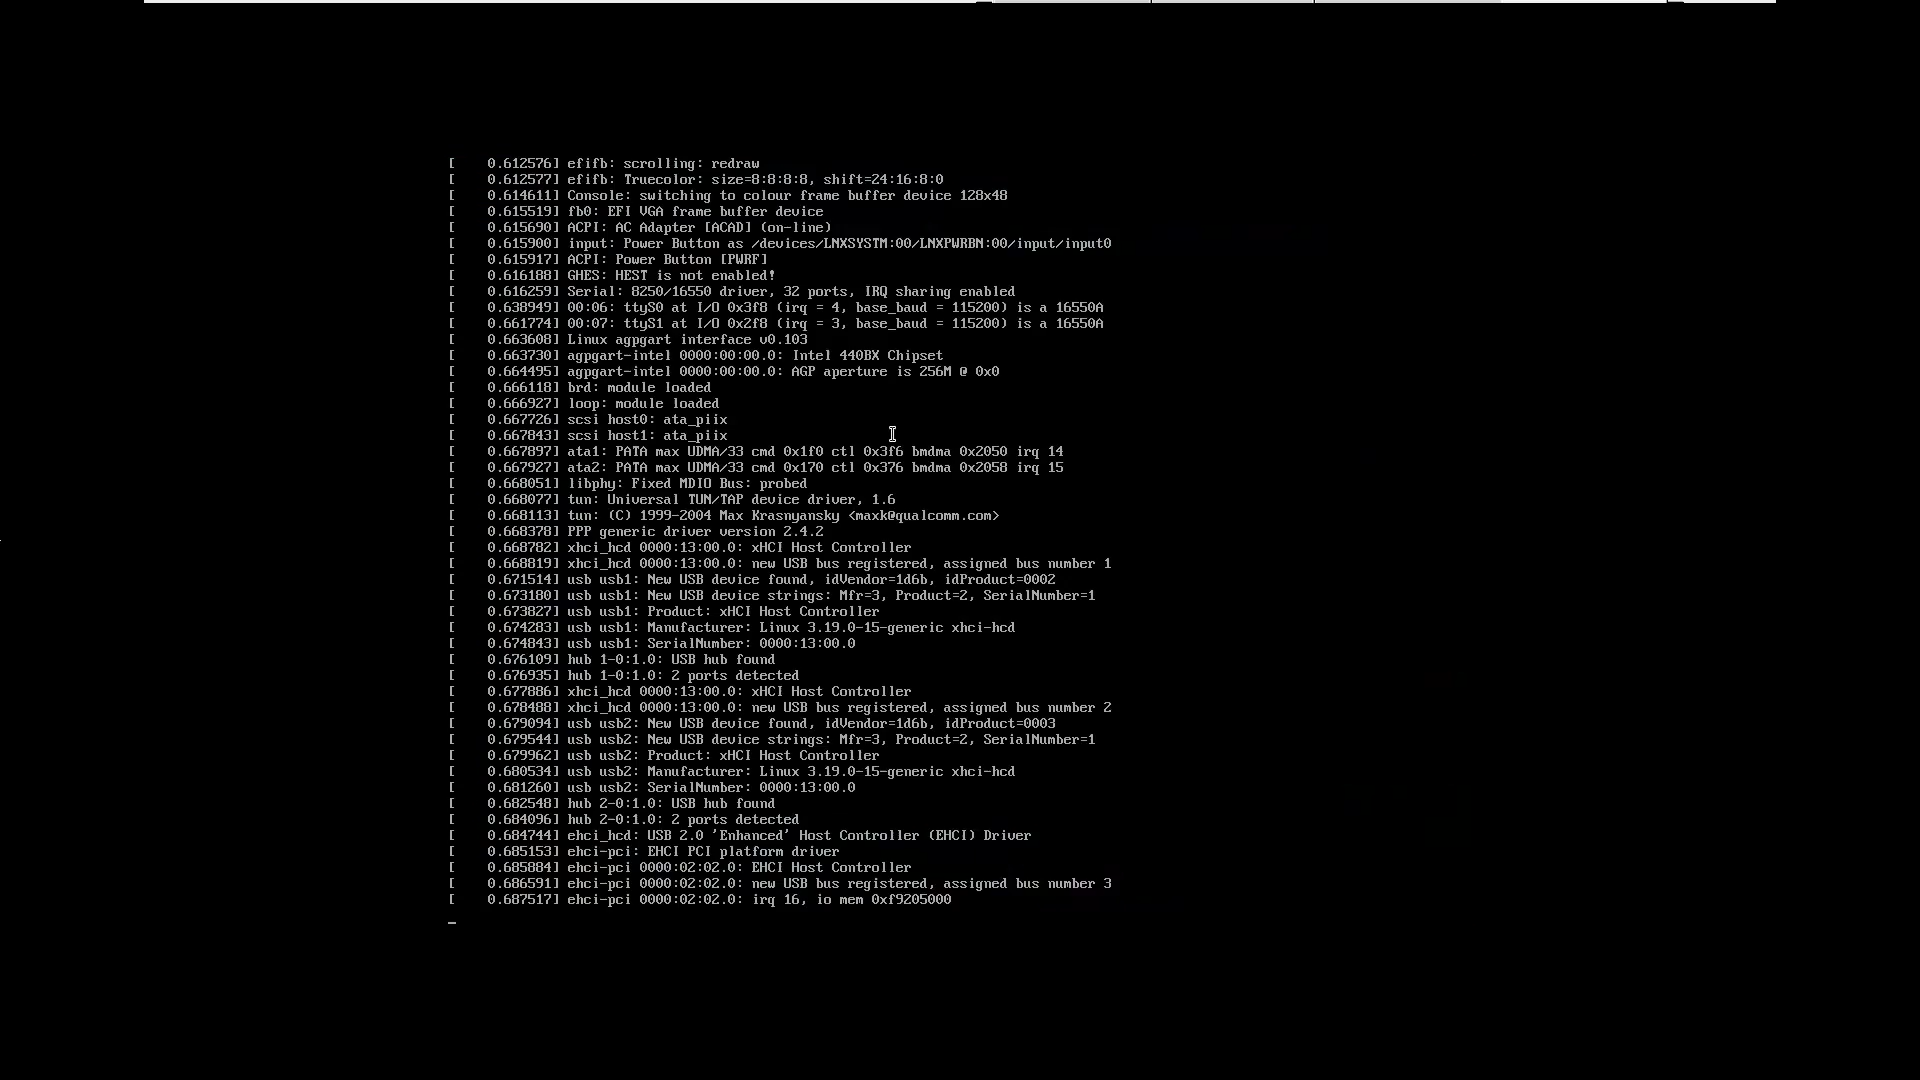 [    0.612576] efifb: scrolling: redraw
[    0.612577] efifb: Truecolor: size=8:8:8:8, shift=24:16:8:0
[    0.614611] Console: switching to colour frame buffer device 128x48
[    0.615519] fb0: EFI VGA frame buffer device
[    0.615690] ACPI: AC Adapter [ACAD] (on-line)
[    0.615900] input: Power Button as /devices/LNXSYSTM:00/LNXPWRBN:00/input/input0
[    0.615917] ACPI: Power Button [PWRF]
[    0.616188] GHES: HEST is not enabled!
[    0.616259] Serial: 8250/16550 driver, 32 ports, IRQ sharing enabled
[    0.638949] 00:06: ttyS0 at I/O 0x3f8 (irq = 4, base_baud = 115200) is a 16550A
[    0.661774] 00:07: ttyS1 at I/O 0x2f8 (irq = 3, base_baud = 115200) is a 16550A
[    0.663608] Linux agpgart interface v0.103
[    0.663730] agpgart-intel 0000:00:00.0: Intel 440BX Chipset
[    0.664495] agpgart-intel 0000:00:00.0: AGP aperture is 256M @ 0x0
[    0.666118] brd: module loaded
[    0.666927] loop: module loaded
[    0.667726] scsi host0: ata_piix
[    0.667843] scsi host1: ata_piix
[    0.667897] ata1: PATA max UDMA/33 cmd 0x1f0 ctl 0x3f6 bmdma 0x2050 irq 14
[    0.667927] ata2: PATA max UDMA/33 cmd 0x170 ctl 0x376 bmdma 0x2058 irq 15
[    0.668051] libphy: Fixed MDIO Bus: probed
[    0.668077] tun: Universal TUN/TAP device driver, 1.6
[    0.668113] tun: (C) 1999-2004 Max Krasnyansky <maxk@qualcomm.com>
[    0.668378] PPP generic driver version 2.4.2
[    0.668782] xhci_hcd 0000:13:00.0: xHCI Host Controller
[    0.668819] xhci_hcd 0000:13:00.0: new USB bus registered, assigned bus number 1
[    0.671514] usb usb1: New USB device found, idVendor=1d6b, idProduct=0002
[    0.673180] usb usb1: New USB device strings: Mfr=3, Product=2, SerialNumber=1
[    0.673827] usb usb1: Product: xHCI Host Controller
[    0.674283] usb usb1: Manufacturer: Linux 3.19.0-15-generic xhci-hcd
[    0.674843] usb usb1: SerialNumber: 0000:13:00.0
[    0.676109] hub 1-0:1.0: USB hub found
[    0.676935] hub 1-0:1.0: 2 ports detected
[    0.677886] xhci_hcd 0000:13:00.0: xHCI Host Controller
[    0.678488] xhci_hcd 0000:13:00.0: new USB bus registered, assigned bus number 2
[    0.679094] usb usb2: New USB device found, idVendor=1d6b, idProduct=0003
[    0.679544] usb usb2: New USB device strings: Mfr=3, Product=2, SerialNumber=1
[    0.679962] usb usb2: Product: xHCI Host Controller
[    0.680534] usb usb2: Manufacturer: Linux 3.19.0-15-generic xhci-hcd
[    0.681260] usb usb2: SerialNumber: 0000:13:00.0
[    0.682548] hub 2-0:1.0: USB hub found
[    0.684096] hub 2-0:1.0: 2 ports detected
[    0.684744] ehci_hcd: USB 2.0 'Enhanced' Host Controller (EHCI) Driver
[    0.685153] ehci-pci: EHCI PCI platform driver
[    0.685884] ehci-pci 0000:02:02.0: EHCI Host Controller
[    0.686591] ehci-pci 0000:02:02.0: new USB bus registered, assigned bus number 3
[    0.687517] ehci-pci 0000:02:02.0: irq 16, io mem 0xf9205000
_